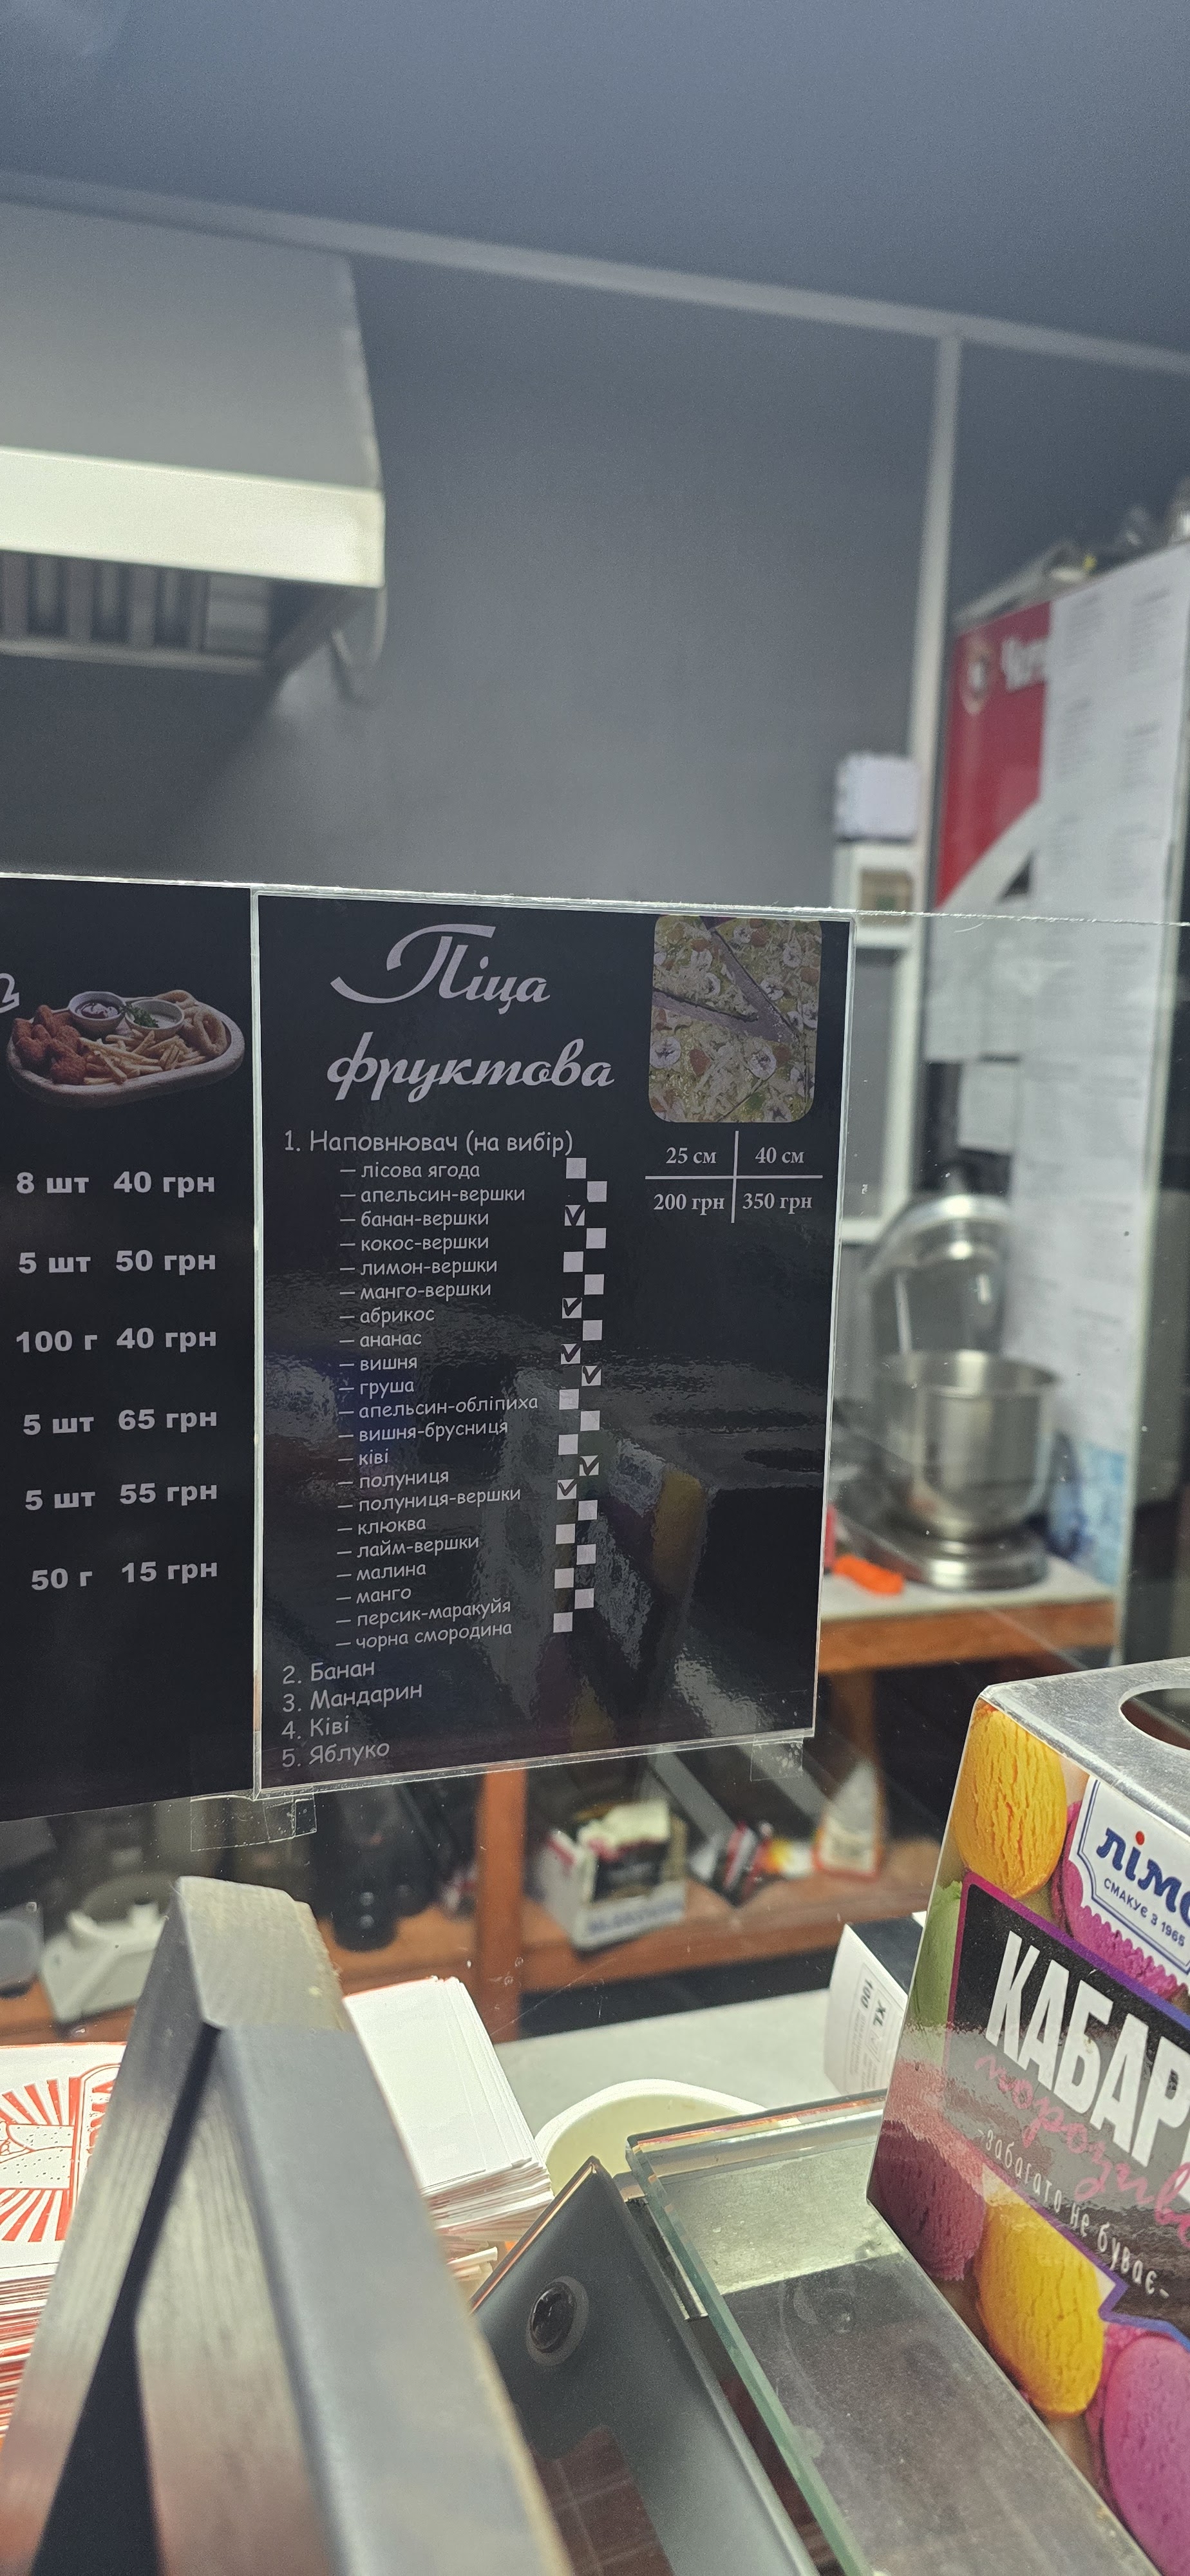 8 шт 40 грн
5 шт 50 грн
100 г 40 грн
5 шт 65 грн
5 шт 55 грн
50 г 15 грн
Піца
фруктова
1. Наповнювач (на вибір)
— лісова ягода
— апельсин-вершки
— банан-вершки
— кокос-вершки
— лимон-вершки
— манго-вершки
— абрикос
— ананас
— вишня
— груша
— апельсин-обліпиха
— вишня-брусниця
— ківі
— полуниця
— полуниця-вершки
— клюква
— лайм-вершки
— малина
— манго
— персик-маракуйя
— чорна смородина
2. Банан
3. Мандарин
4. Ківі
5. Яблуко
25 см 40 см
200 грн 350 грн
XL
100
лімо
СМАКУЄ З 1965
КАБАР
морозиво
-забагато не буває-